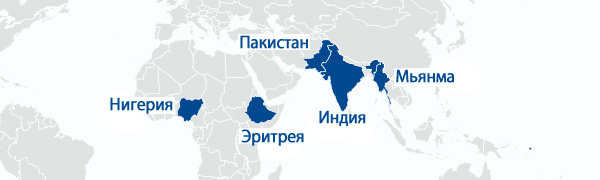 Пакистан
Мьянма
Нигерия
Индия
Эритрея